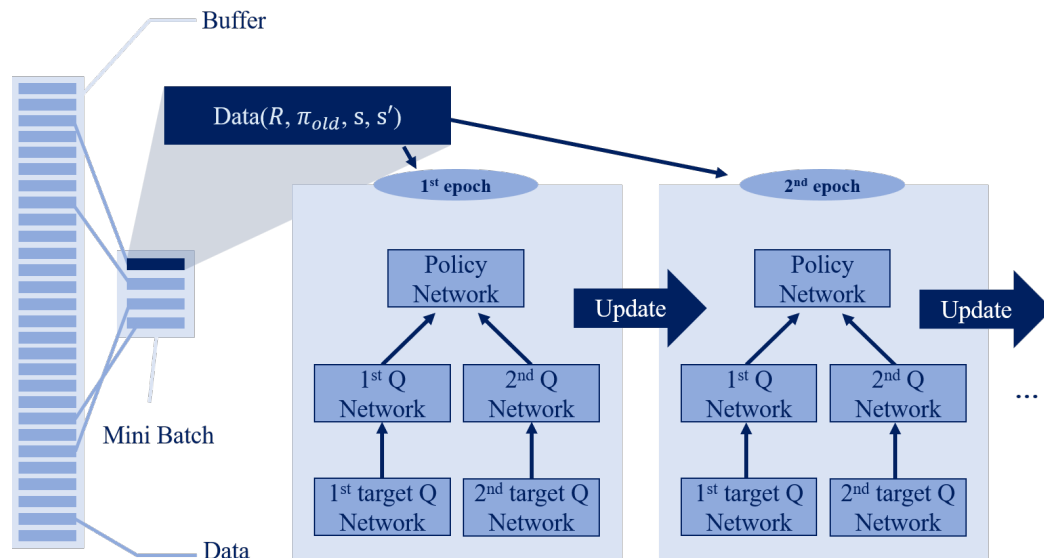 Buffer
Data(R, π_old, s, s′)
1st epoch
2nd epoch
Policy
Network
Update
Policy
Network
Update
1st Q
Network
2nd Q
Network
1st Q
Network
2nd Q
Network
...
Mini Batch
1st target Q
Network
2nd target Q
Network
1st target Q
Network
2nd target Q
Network
Data